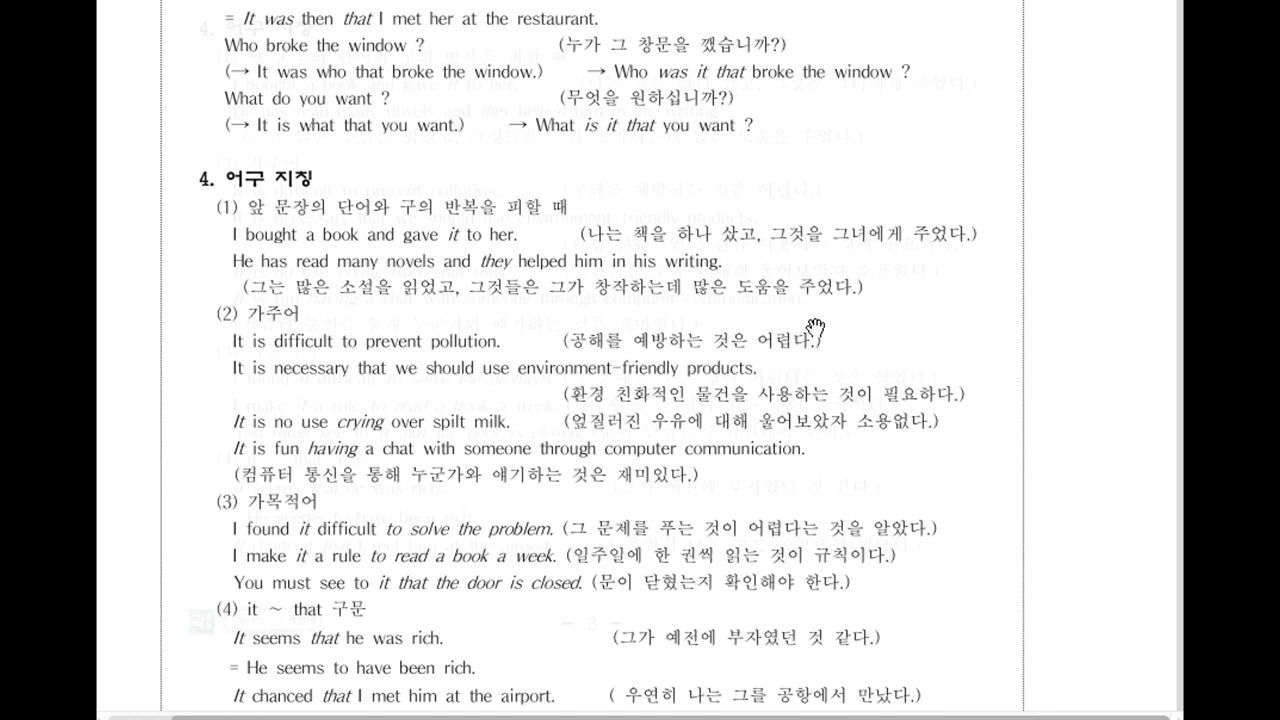 = It was then that I met her at the restaurant.
Who broke the window ? (누가 그 창문을 깼습니까?)
(→ It was who that broke the window.) → Who was it that broke the window ?
What do you want ? (무엇을 원하십니까?)
(→ It is what that you want.) → What is it that you want ?
4. 어구 지칭
(1) 앞 문장의 단어와 구의 반복을 피할 때
I bought a book and gave it to her. (나는 책을 하나 샀고, 그것을 그녀에게 주었다.)
He has read many novels and they helped him in his writing.
(그는 많은 소설을 읽었고, 그것들은 그가 창작하는데 많은 도움을 주었다.)
(2) 가주어
It is difficult to prevent pollution. (공해를 예방하는 것은 어렵다.)
It is necessary that we should use environment-friendly products.
(환경 친화적인 물건을 사용하는 것이 필요하다.)
It is no use crying over spilt milk. (엎질러진 우유에 대해 울어보았자 소용없다.)
It is fun having a chat with someone through computer communication.
(컴퓨터 통신을 통해 누군가와 얘기하는 것은 재미있다.)
(3) 가목적어
I found it difficult to solve the problem. (그 문제를 푸는 것이 어렵다는 것을 알았다.)
I make it a rule to read a book a week. (일주일에 한 권씩 읽는 것이 규칙이다.)
You must see to it that the door is closed. (문이 닫혔는지 확인해야 한다.)
(4) it ~ that 구문
It seems that he was rich. (그가 예전에 부자였던 것 같다.)
= He seems to have been rich.
It chanced that I met him at the airport. ( 우연히 나는 그를 공항에서 만났다.)